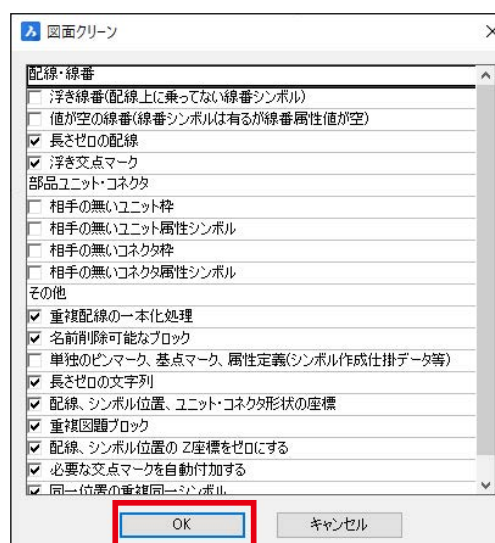 図面クリーン
配線・線番
浮き線番(配線上に乗ってない線番シンボル)
値が空の線番(線番シンボルは有るが線番属性値が空)
長さゼロの配線
浮き交点マーク
部品ユニット・コネクタ
相手の無いユニット枠
相手の無いユニット属性シンボル
相手の無いコネクタ枠
相手の無いコネクタ属性シンボル
その他
重複配線の一本化処理
名前削除可能なブロック
単独のピンマーク、基点マーク、属性定義(シンボル作成仕掛データ等)
長さゼロの文字列
配線、シンボル位置、ユニット・コネクタ形状の座標
重複図題ブロック
配線、シンボル位置の Z座標をゼロにする
必要な交点マークを自動付加する
同一位置の重複同一シンボル
OK
キャンセル